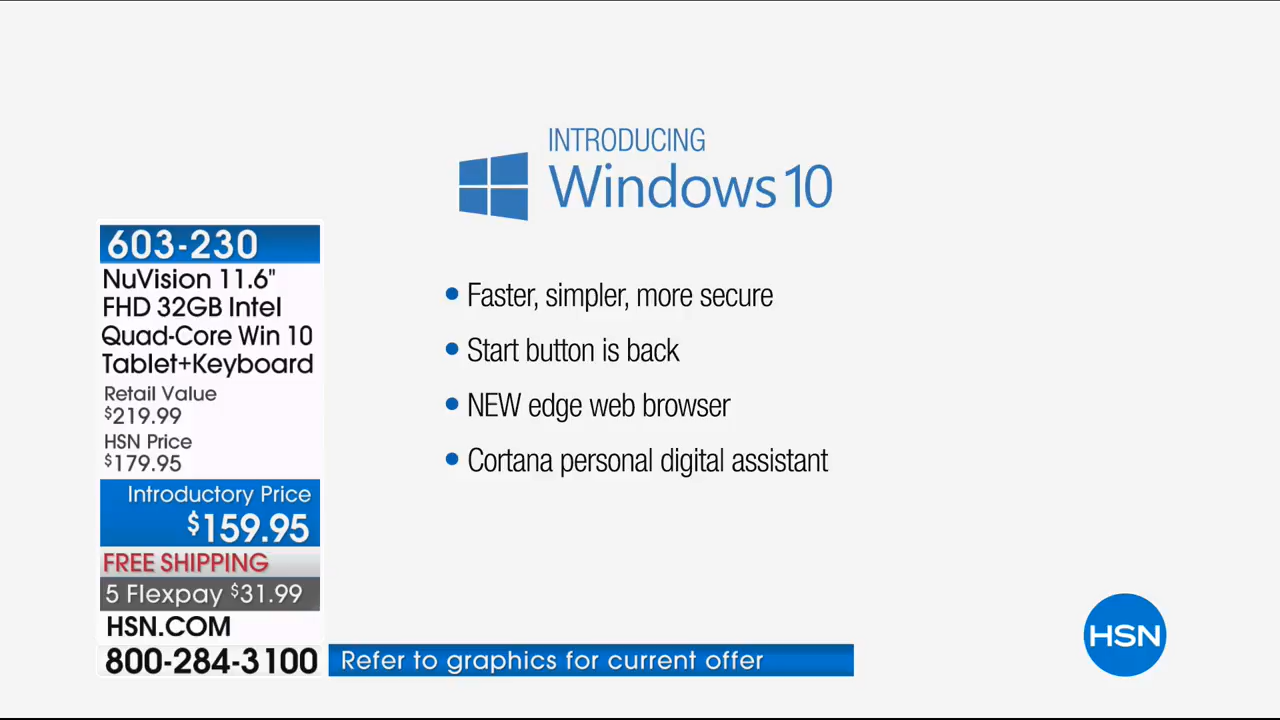 INTRODUCING
Windows 10
• Faster, simpler, more secure
• Start button is back
• NEW edge web browser
• Cortana personal digital assistant
603-230
NuVision 11.6"
FHD 32GB Intel
Quad-Core Win 10
Tablet+Keyboard
Retail Value
$219.99
HSN Price
$179.95
Introductory Price
$159.95
FREE SHIPPING
5 Flexpay $31.99
HSN.COM
800-284-3100
Refer to graphics for current offer
HSN